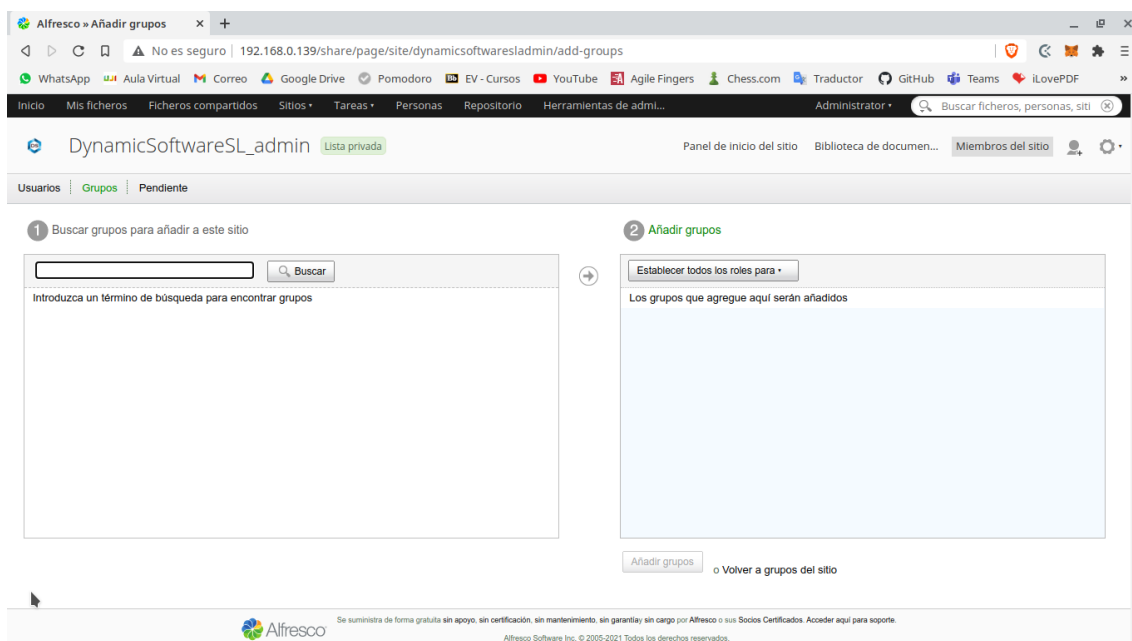 Alfresco » Añadir grupos
No es seguro 192.168.0.139/share/page/site/dynamicsoftwaresladmin/add-groups
WhatsApp UJI Aula Virtual Correo Google Drive Pomodoro Bb EV - Cursos YouTube Agile Fingers Chess.com Traductor GitHub Teams iLovePDF »
Inicio Mis ficheros Ficheros compartidos Sitios Tareas Personas Repositorio Herramientas de admi... Administrator Buscar ficheros, personas, siti
DynamicSoftwareSL_admin Lista privada Panel de inicio del sitio Biblioteca de documen... Miembros del sitio
Usuarios Grupos Pendiente
1 Buscar grupos para añadir a este sitio
2 Añadir grupos
Buscar
Establecer todos los roles para
Introduzca un término de búsqueda para encontrar grupos
Los grupos que agregue aquí serán añadidos
Añadir grupos o Volver a grupos del sitio
Alfresco
Se suministra de forma gratuita sin apoyo, sin certificación, sin mantenimiento, sin garantíay sin cargo por Alfresco o sus Socios Certificados. Acceder aquí para soporte.
Alfresco Software Inc. © 2005-2021 Todos los derechos reservados.